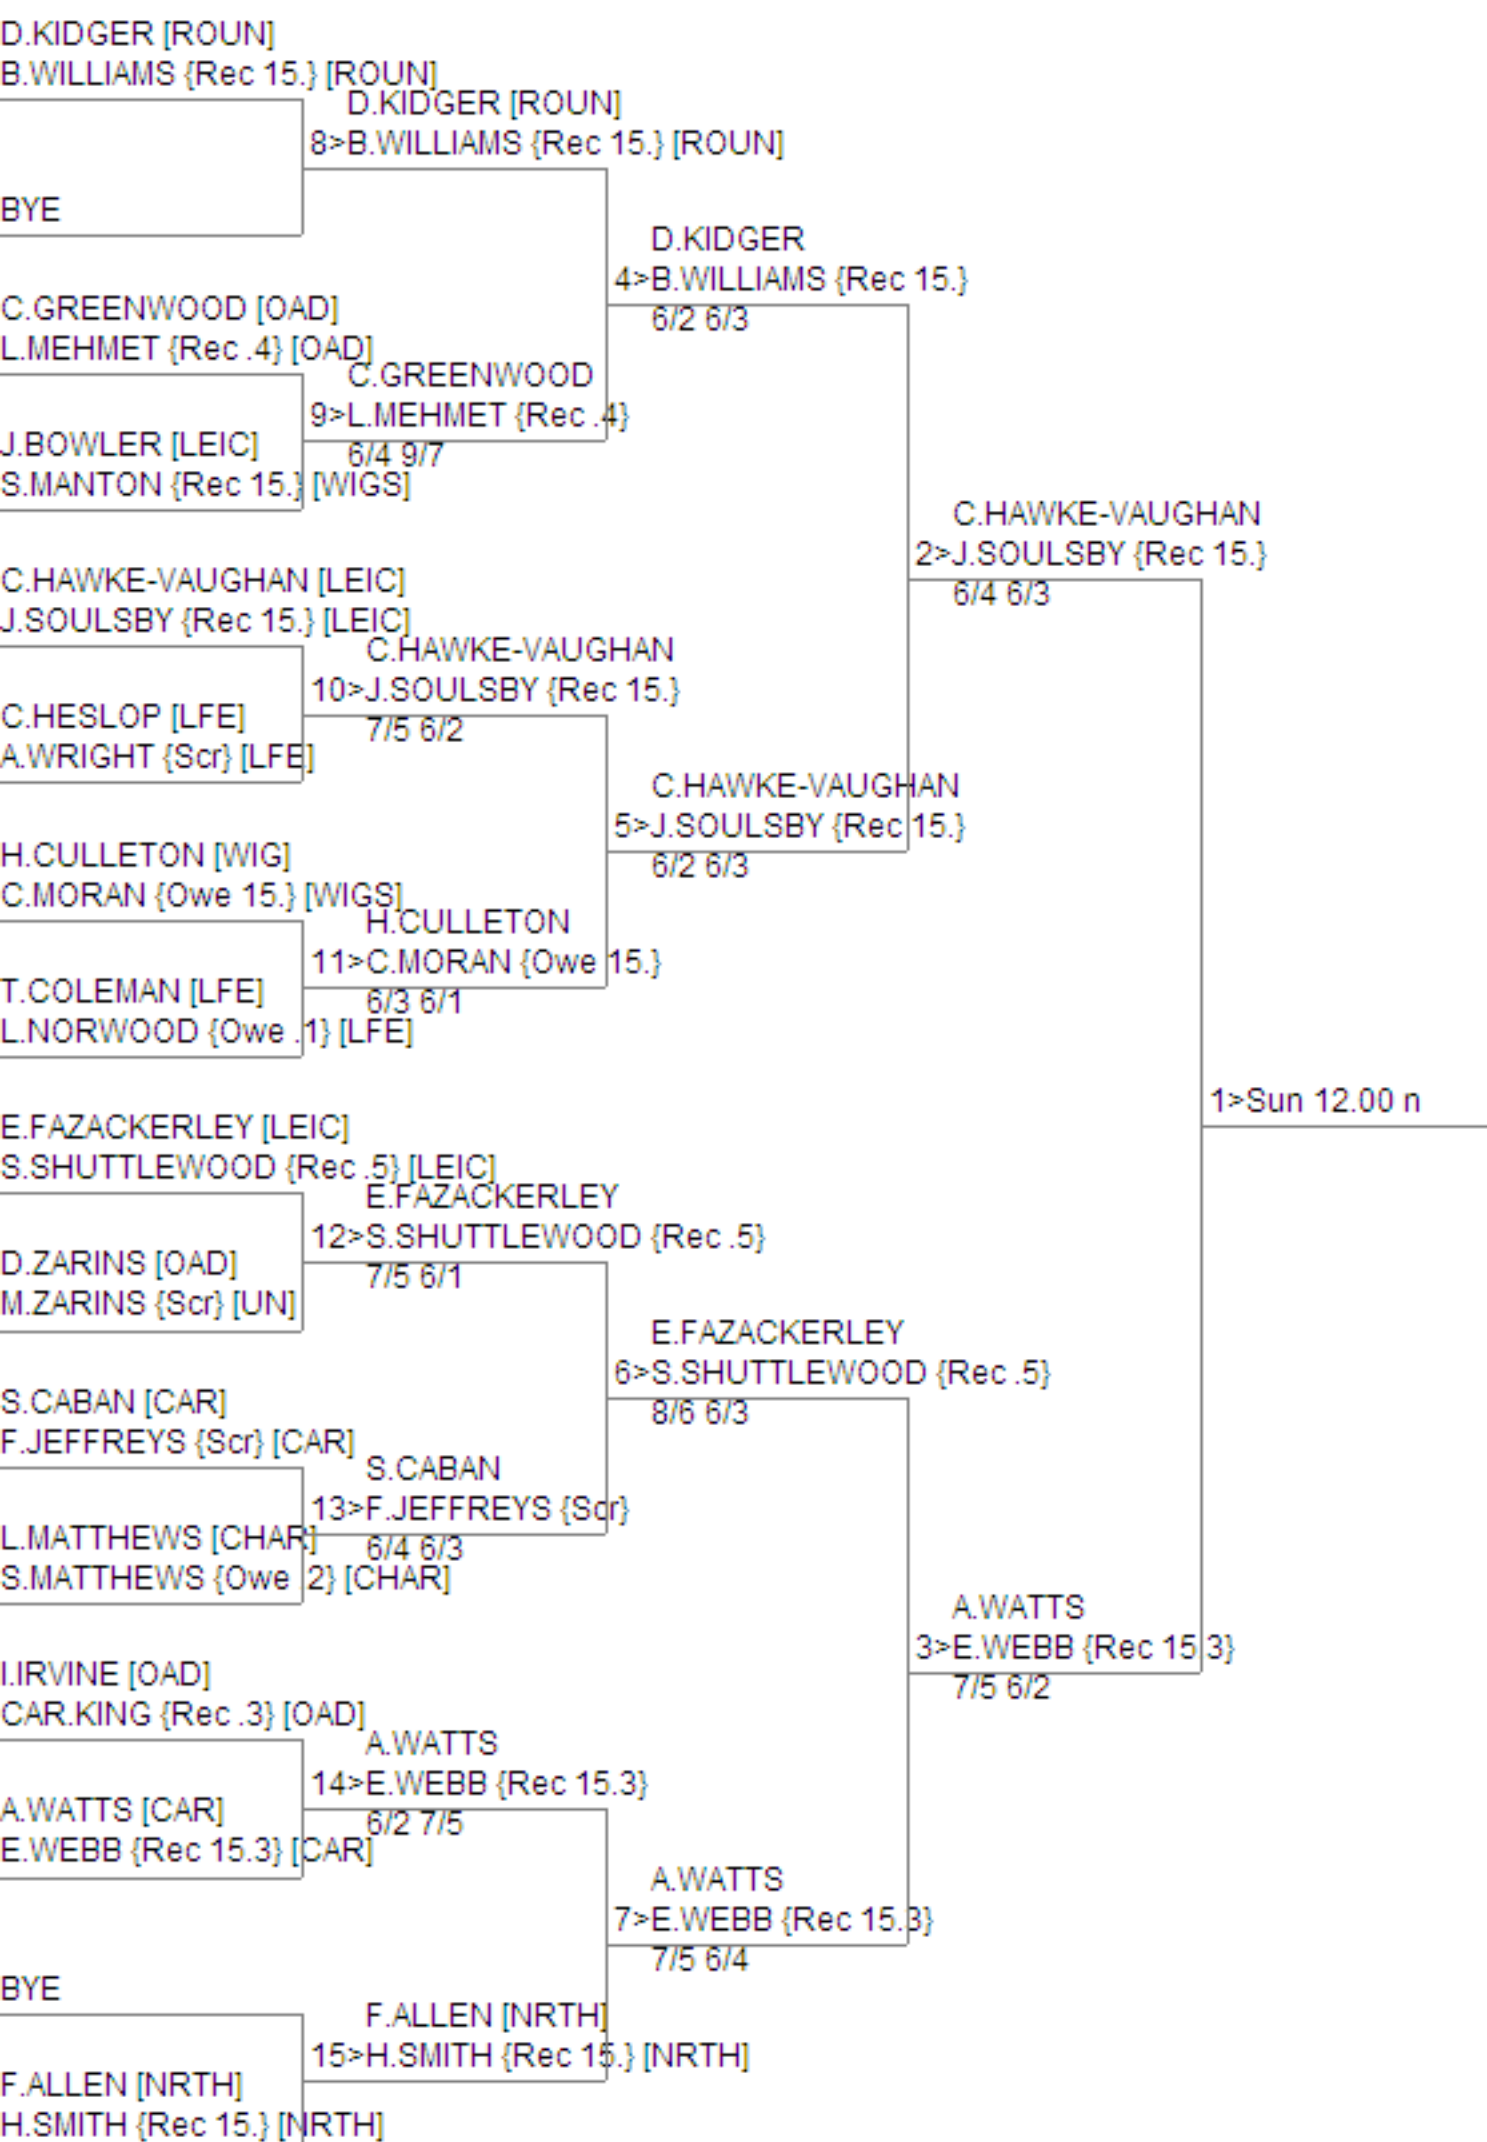 D.KIDGER [ROUN]
B.WILLIAMS {Rec 15.} [ROUN]
D.KIDGER [ROUN]
8>B.WILLIAMS {Rec 15.} [ROUN]
BYE
D.KIDGER
4>B.WILLIAMS {Rec 15.}
6/2 6/3
C.GREENWOOD [OAD]
L.MEHMET {Rec .4} [OAD]
C.GREENWOOD
9>L.MEHMET {Rec .4}
6/4 9/7
J.BOWLER [LEIC]
S.MANTON {Rec 15.} [WIGS]
C.HAWKE-VAUGHAN
2>J.SOULSBY {Rec 15.}
6/4 6/3
C.HAWKE-VAUGHAN [LEIC]
J.SOULSBY {Rec 15.} [LEIC]
C.HAWKE-VAUGHAN
10>J.SOULSBY {Rec 15.}
7/5 6/2
C.HESLOP [LFE]
A.WRIGHT {Scr} [LFE]
C.HAWKE-VAUGHAN
5>J.SOULSBY {Rec 15.}
6/2 6/3
H.CULLETON [WIG]
C.MORAN {Owe 15.} [WIGS]
H.CULLETON
11>C.MORAN {Owe 15.}
6/3 6/1
T.COLEMAN [LFE]
L.NORWOOD {Owe .1} [LFE]
1>Sun 12.00 n
E.FAZACKERLEY [LEIC]
S.SHUTTLEWOOD {Rec .5} [LEIC]
E.FAZACKERLEY
12>S.SHUTTLEWOOD {Rec .5}
7/5 6/1
D.ZARINS [OAD]
M.ZARINS {Scr} [UN]
E.FAZACKERLEY
6>S.SHUTTLEWOOD {Rec .5}
8/6 6/3
S.CABAN [CAR]
F.JEFFREYS {Scr} [CAR]
S.CABAN
13>F.JEFFREYS {Scr}
6/4 6/3
L.MATTHEWS [CHAR]
S.MATTHEWS {Owe .2} [CHAR]
A.WATTS
3>E.WEBB {Rec 15.3}
7/5 6/2
I.IRVINE [OAD]
CAR.KING {Rec .3} [OAD]
A.WATTS
14>E.WEBB {Rec 15.3}
6/2 7/5
A.WATTS [CAR]
E.WEBB {Rec 15.3} [CAR]
A.WATTS
7>E.WEBB {Rec 15.3}
7/5 6/4
BYE
F.ALLEN [NRTH]
15>H.SMITH {Rec 15.} [NRTH]
F.ALLEN [NRTH]
H.SMITH {Rec 15.} [NRTH]